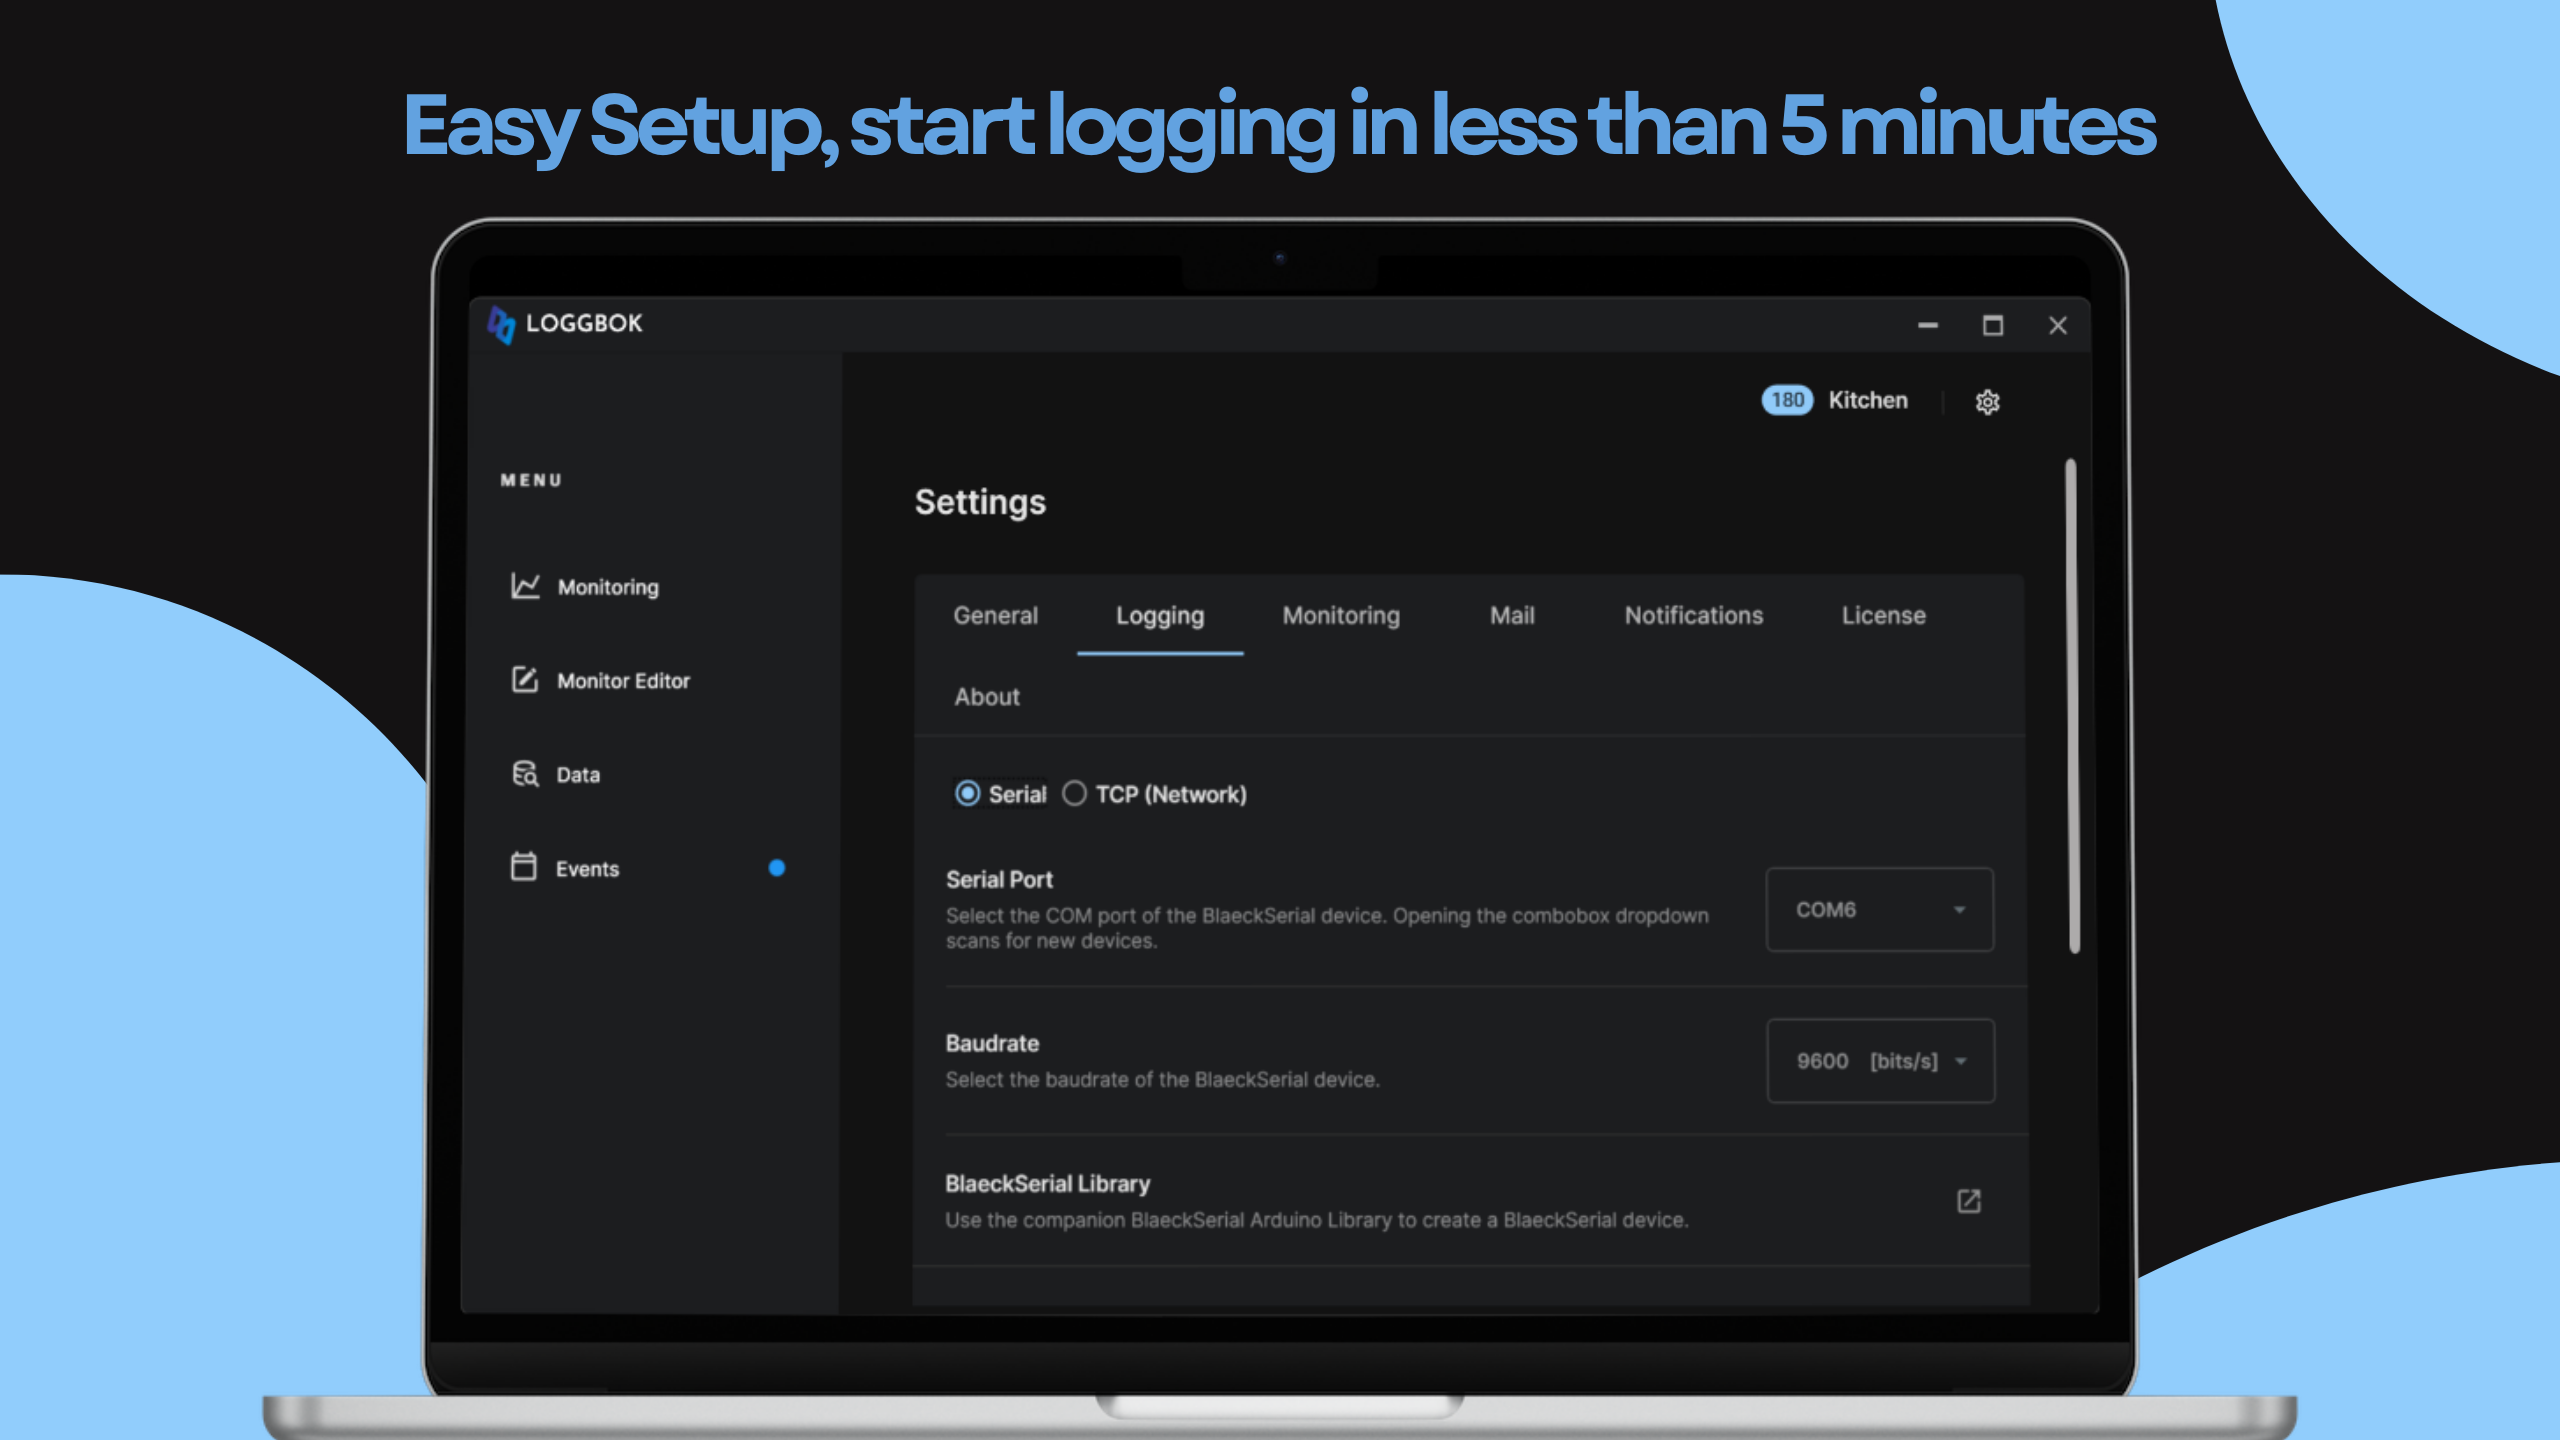 Easy Setup, start logging in less than 5 minutes
LOGGBOK
180 Kitchen
MENU
Monitoring
Monitor Editor
Data
Events
Settings
General Logging Monitoring Mail Notifications License
About
Serial TCP (Network)
Serial Port
Select the COM port of the BlaeckSerial device. Opening the combobox dropdown
scans for new devices.
COM6
Baudrate
Select the baudrate of the BlaeckSerial device.
9600 [bits/s]
BlaeckSerial Library
Use the companion BlaeckSerial Arduino Library to create a BlaeckSerial device.